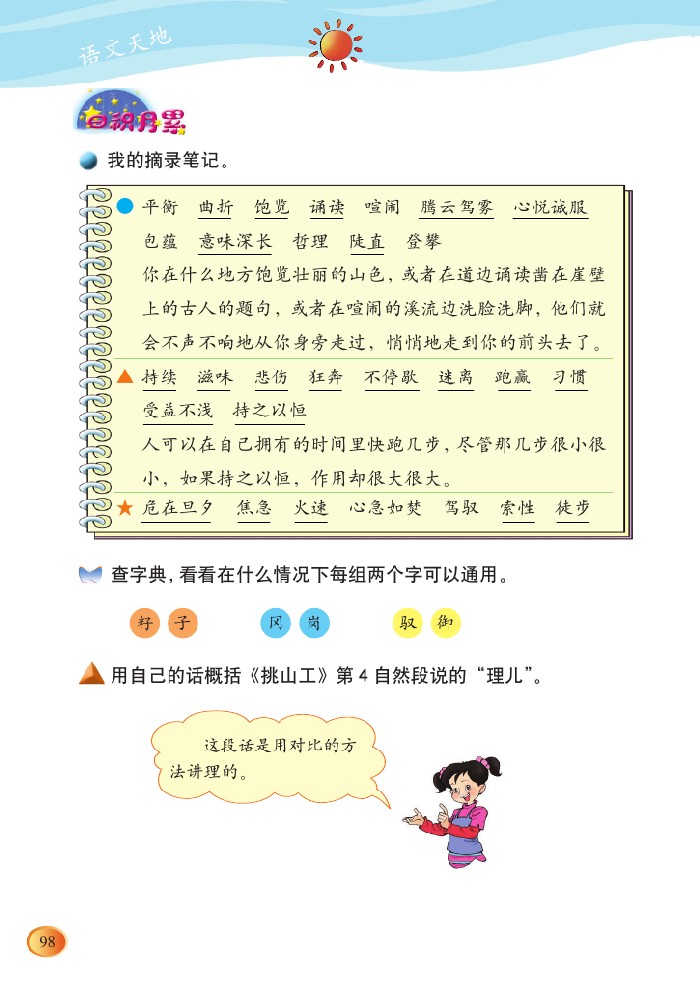 语文天地
日积月累
我的摘录笔记。
平衡 曲折 饱览 诵读 喧闹 腾云驾雾 心悦诚服
包蕴 意味深长 哲理 陡直 登攀
你在什么地方饱览壮丽的山色，或者在道边诵读凿在崖壁
上的古人的题句，或者在喧闹的溪流边洗脸洗脚，他们就
会不声不响地从你身旁走过，悄悄地走到你的前头去了。
持续 滋味 悲伤 狂奔 不停歇 迷离 跑赢 习惯
受益不浅 持之以恒
人可以在自己拥有的时间里快跑几步，尽管那几步很小很
小，如果持之以恒，作用却很大很大。
危在旦夕 焦急 火速 心急如焚 驾驭 索性 徒步
查字典，看看在什么情况下每组两个字可以通用。
籽 子 冈 岗 驭 御
用自己的话概括《挑山工》第4自然段说的“理儿”。
这段话是用对比的方
法讲理的。
98